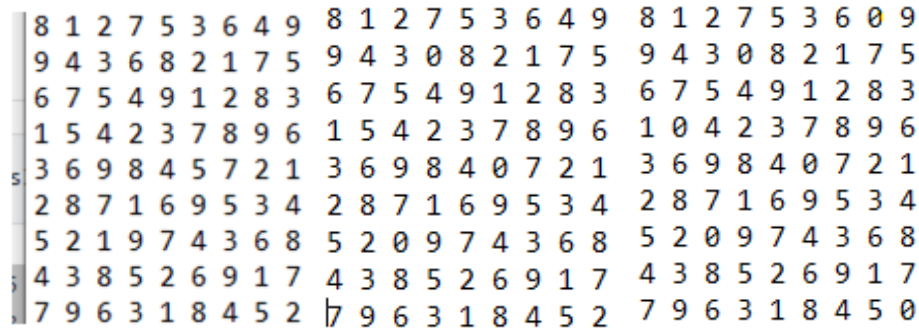 8 1 2 7 5 3 6 4 9
9 4 3 6 8 2 1 7 5
6 7 5 4 9 1 2 8 3
1 5 4 2 3 7 8 9 6
3 6 9 8 4 5 7 2 1
2 8 7 1 6 9 5 3 4
5 2 1 9 7 4 3 6 8
4 3 8 5 2 6 9 1 7
7 9 6 3 1 8 4 5 2
8 1 2 7 5 3 6 4 9
9 4 3 0 8 2 1 7 5
6 7 5 4 9 1 2 8 3
1 5 4 2 3 7 8 9 6
3 6 9 8 4 0 7 2 1
2 8 7 1 6 9 5 3 4
5 2 0 9 7 4 3 6 8
4 3 8 5 2 6 9 1 7
7 9 6 3 1 8 4 5 2
8 1 2 7 5 3 6 0 9
9 4 3 0 8 2 1 7 5
6 7 5 4 9 1 2 8 3
1 0 4 2 3 7 8 9 6
3 6 9 8 4 0 7 2 1
2 8 7 1 6 9 5 3 4
5 2 0 9 7 4 3 6 8
4 3 8 5 2 6 9 1 7
7 9 6 3 1 8 4 5 0